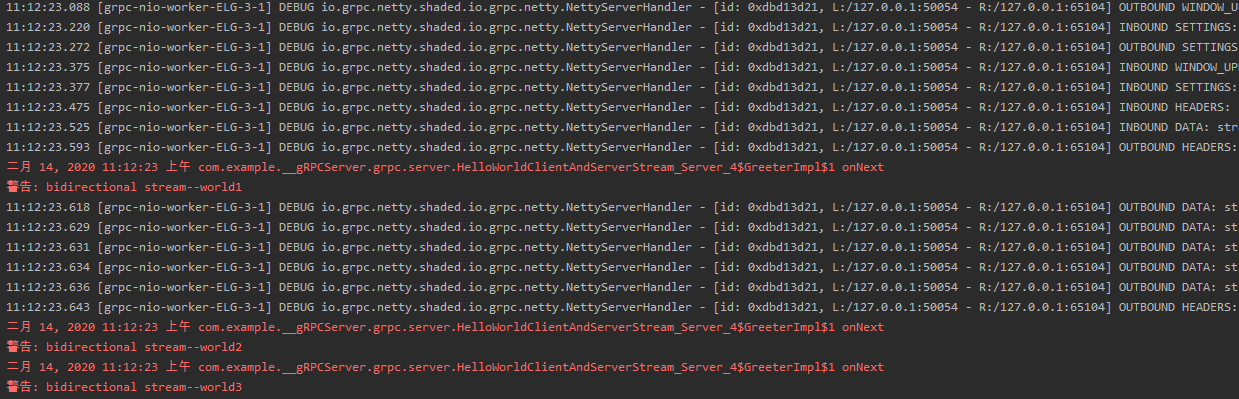 11:12:23.088 [grpc-nio-worker-ELG-3-1] DEBUG io.grpc.netty.shaded.io.grpc.netty.NettyServerHandler - [id: 0xdbd13d21, L:/127.0.0.1:50054 - R:/127.0.0.1:65104] OUTBOUND WINDOW_U
11:12:23.220 [grpc-nio-worker-ELG-3-1] DEBUG io.grpc.netty.shaded.io.grpc.netty.NettyServerHandler - [id: 0xdbd13d21, L:/127.0.0.1:50054 - R:/127.0.0.1:65104] INBOUND SETTINGS:
11:12:23.272 [grpc-nio-worker-ELG-3-1] DEBUG io.grpc.netty.shaded.io.grpc.netty.NettyServerHandler - [id: 0xdbd13d21, L:/127.0.0.1:50054 - R:/127.0.0.1:65104] OUTBOUND SETTINGS
11:12:23.375 [grpc-nio-worker-ELG-3-1] DEBUG io.grpc.netty.shaded.io.grpc.netty.NettyServerHandler - [id: 0xdbd13d21, L:/127.0.0.1:50054 - R:/127.0.0.1:65104] INBOUND WINDOW_UP
11:12:23.377 [grpc-nio-worker-ELG-3-1] DEBUG io.grpc.netty.shaded.io.grpc.netty.NettyServerHandler - [id: 0xdbd13d21, L:/127.0.0.1:50054 - R:/127.0.0.1:65104] INBOUND SETTINGS:
11:12:23.475 [grpc-nio-worker-ELG-3-1] DEBUG io.grpc.netty.shaded.io.grpc.netty.NettyServerHandler - [id: 0xdbd13d21, L:/127.0.0.1:50054 - R:/127.0.0.1:65104] INBOUND HEADERS:
11:12:23.525 [grpc-nio-worker-ELG-3-1] DEBUG io.grpc.netty.shaded.io.grpc.netty.NettyServerHandler - [id: 0xdbd13d21, L:/127.0.0.1:50054 - R:/127.0.0.1:65104] INBOUND DATA: stre
11:12:23.593 [grpc-nio-worker-ELG-3-1] DEBUG io.grpc.netty.shaded.io.grpc.netty.NettyServerHandler - [id: 0xdbd13d21, L:/127.0.0.1:50054 - R:/127.0.0.1:65104] OUTBOUND HEADERS:
二月 14, 2020 11:12:23 上午 com.example.__gRPCServer.grpc.server.HelloWorldClientAndServerStream_Server_4$GreeterImpl$1 onNext
警告: bidirectional stream--world1
11:12:23.618 [grpc-nio-worker-ELG-3-1] DEBUG io.grpc.netty.shaded.io.grpc.netty.NettyServerHandler - [id: 0xdbd13d21, L:/127.0.0.1:50054 - R:/127.0.0.1:65104] OUTBOUND DATA: st
11:12:23.629 [grpc-nio-worker-ELG-3-1] DEBUG io.grpc.netty.shaded.io.grpc.netty.NettyServerHandler - [id: 0xdbd13d21, L:/127.0.0.1:50054 - R:/127.0.0.1:65104] OUTBOUND DATA: st
11:12:23.631 [grpc-nio-worker-ELG-3-1] DEBUG io.grpc.netty.shaded.io.grpc.netty.NettyServerHandler - [id: 0xdbd13d21, L:/127.0.0.1:50054 - R:/127.0.0.1:65104] OUTBOUND DATA: st
11:12:23.634 [grpc-nio-worker-ELG-3-1] DEBUG io.grpc.netty.shaded.io.grpc.netty.NettyServerHandler - [id: 0xdbd13d21, L:/127.0.0.1:50054 - R:/127.0.0.1:65104] OUTBOUND DATA: st
11:12:23.636 [grpc-nio-worker-ELG-3-1] DEBUG io.grpc.netty.shaded.io.grpc.netty.NettyServerHandler - [id: 0xdbd13d21, L:/127.0.0.1:50054 - R:/127.0.0.1:65104] OUTBOUND DATA: st
11:12:23.643 [grpc-nio-worker-ELG-3-1] DEBUG io.grpc.netty.shaded.io.grpc.netty.NettyServerHandler - [id: 0xdbd13d21, L:/127.0.0.1:50054 - R:/127.0.0.1:65104] OUTBOUND HEADERS:
二月 14, 2020 11:12:23 上午 com.example.__gRPCServer.grpc.server.HelloWorldClientAndServerStream_Server_4$GreeterImpl$1 onNext
警告: bidirectional stream--world2
二月 14, 2020 11:12:23 上午 com.example.__gRPCServer.grpc.server.HelloWorldClientAndServerStream_Server_4$GreeterImpl$1 onNext
警告: bidirectional stream--world3